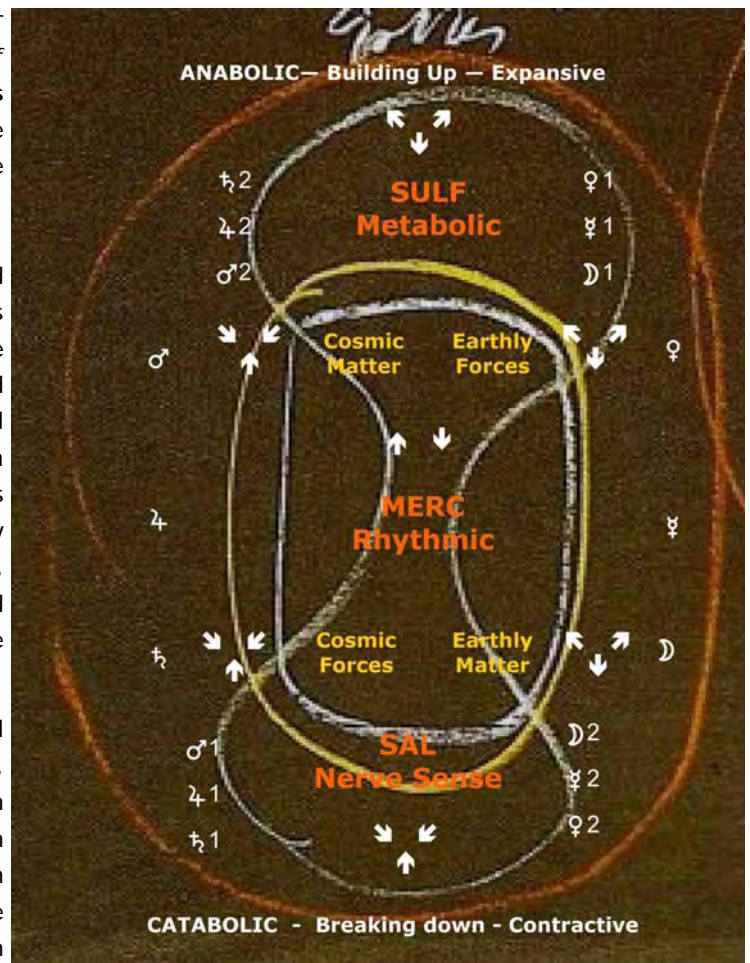 ANABOLIC— Building Up — Expansive
♄2 ♀1
SULF
Metabolic
♃2 ☿1
♂2 ☽1
Cosmic Matter
Earthly Forces
♂ ♀
MERC
Rhythmic
♃ ☿
Cosmic Forces
Earthly Matter
♄ ☽
♂1 ☽2
SAL
Nerve Sense
♃1 ☿2
♄1 ♀2
CATABOLIC - Breaking down - Contractive